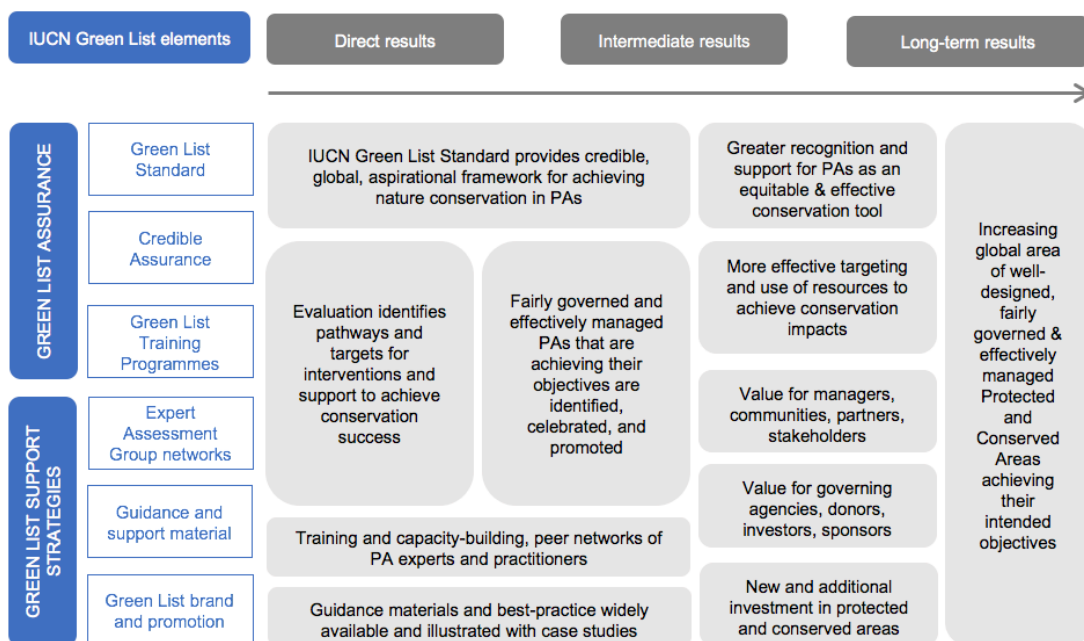 IUCN Green List elements
Direct results
Intermediate results
Long-term results
GREEN LIST ASSURANCE
Green List
Standard
Credible
Assurance
Green List
Training
Programmes
GREEN LIST SUPPORT
STRATEGIES
Expert
Assessment
Group networks
Guidance and
support material
Green List brand
and promotion
IUCN Green List Standard provides credible,
global, aspirational framework for achieving
nature conservation in PAs
Evaluation identifies
pathways and
targets for
interventions and
support to achieve
conservation
success
Fairly governed and
effectively managed
PAs that are
achieving their
objectives are
identified,
celebrated, and
promoted
Training and capacity-building, peer networks of
PA experts and practitioners
Guidance materials and best-practice widely
available and illustrated with case studies
Greater recognition and
support for PAs as an
equitable & effective
conservation tool
More effective targeting
and use of resources to
achieve conservation
impacts
Value for managers,
communities, partners,
stakeholders
Value for governing
agencies, donors,
investors, sponsors
New and additional
investment in protected
and conserved areas
Increasing
global area
of well-
designed,
fairly
governed &
effectively
managed
Protected
and
Conserved
Areas
achieving
their
intended
objectives